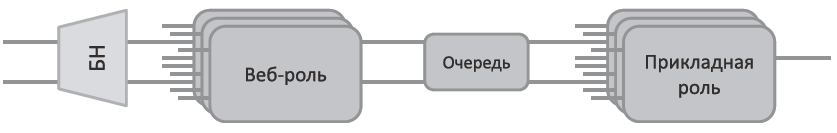 БН
Веб-роль
Очередь
Прикладная
роль